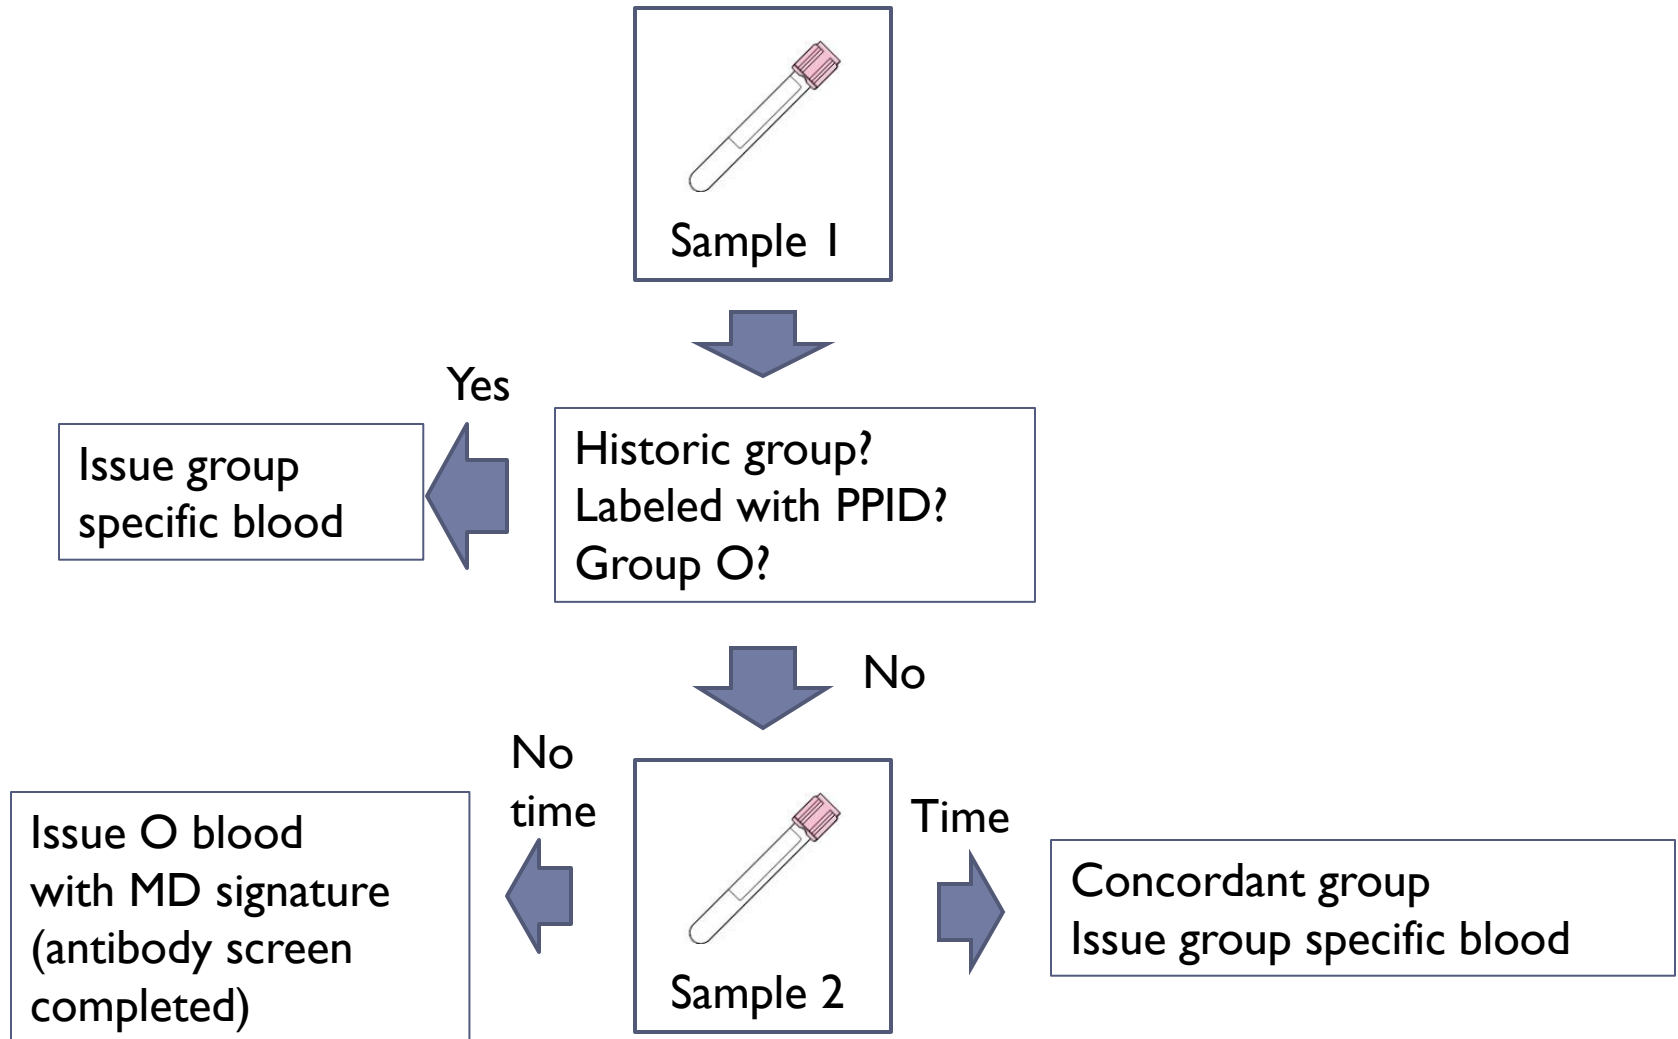 Sample 1
Yes
Issue group
specific blood
Historic group?
Labeled with PPID?
Group O?
No
No
time
Issue O blood
with MD signature
(antibody screen
completed)
Sample 2
Time
Concordant group
Issue group specific blood